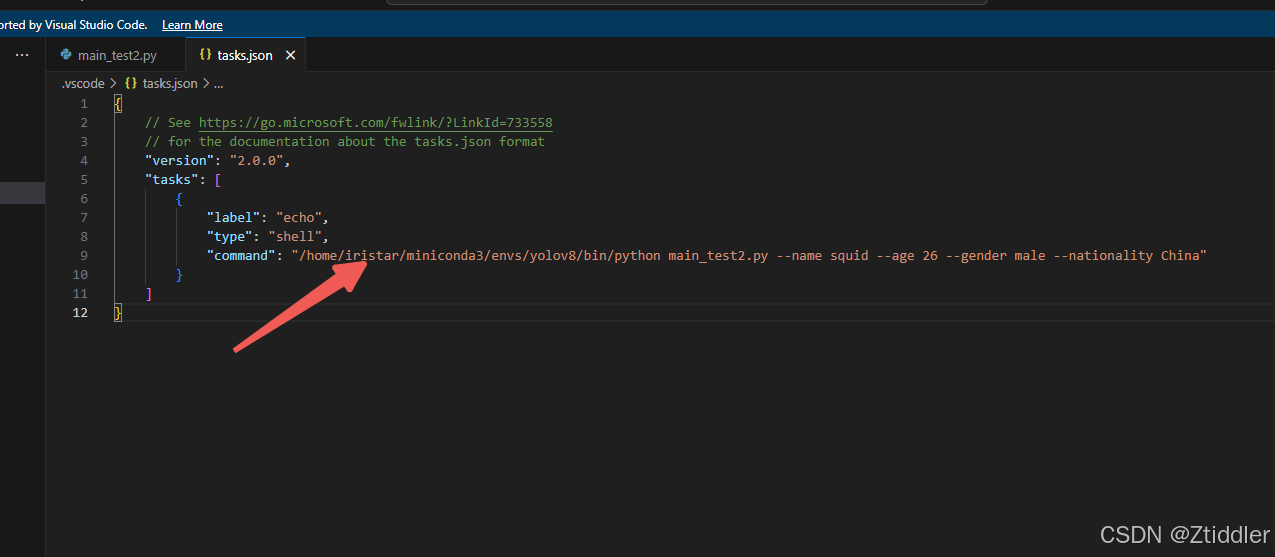 orted by Visual Studio Code. Learn More
... main_test2.py {} tasks.json ×
.vscode > {} tasks.json > ...
1 {
2 // See https://go.microsoft.com/fwlink/?LinkId=733558
3 // for the documentation about the tasks.json format
4 "version": "2.0.0",
5 "tasks": [
6 {
7 "label": "echo",
8 "type": "shell",
9 "command": "/home/iristar/miniconda3/envs/yolov8/bin/python main_test2.py --name squid --age 26 --gender male --nationality China"
10 }
11 ]
12 }
CSDN @Ztiddler